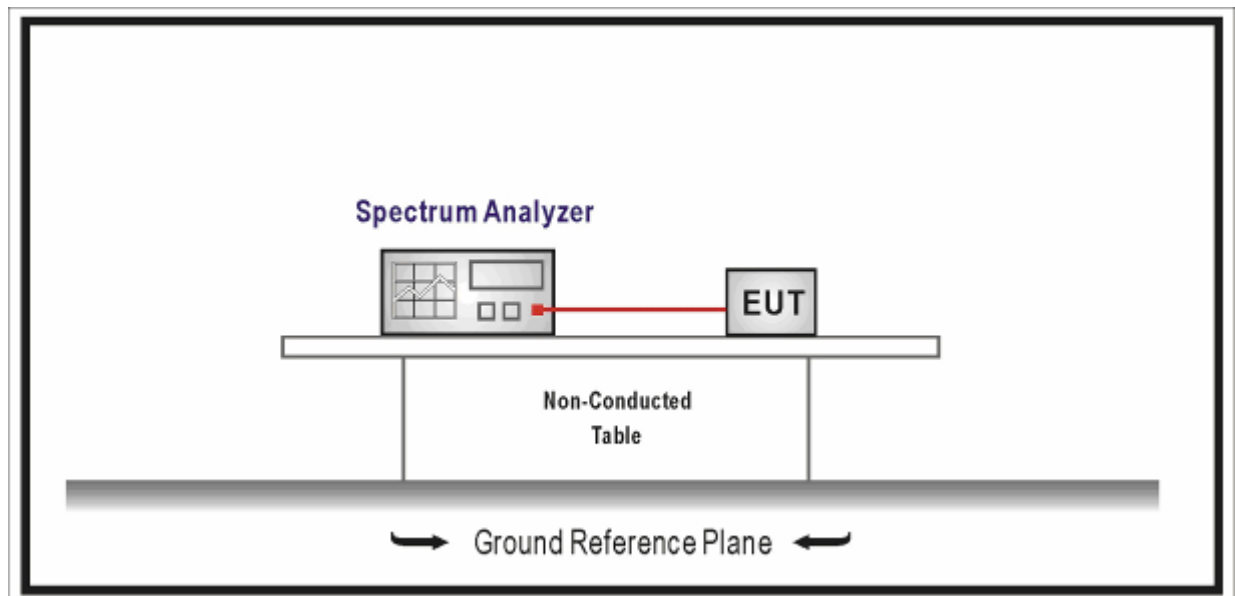 Spectrum Analyzer
EUT
Non-Conducted
Table
Ground Reference Plane